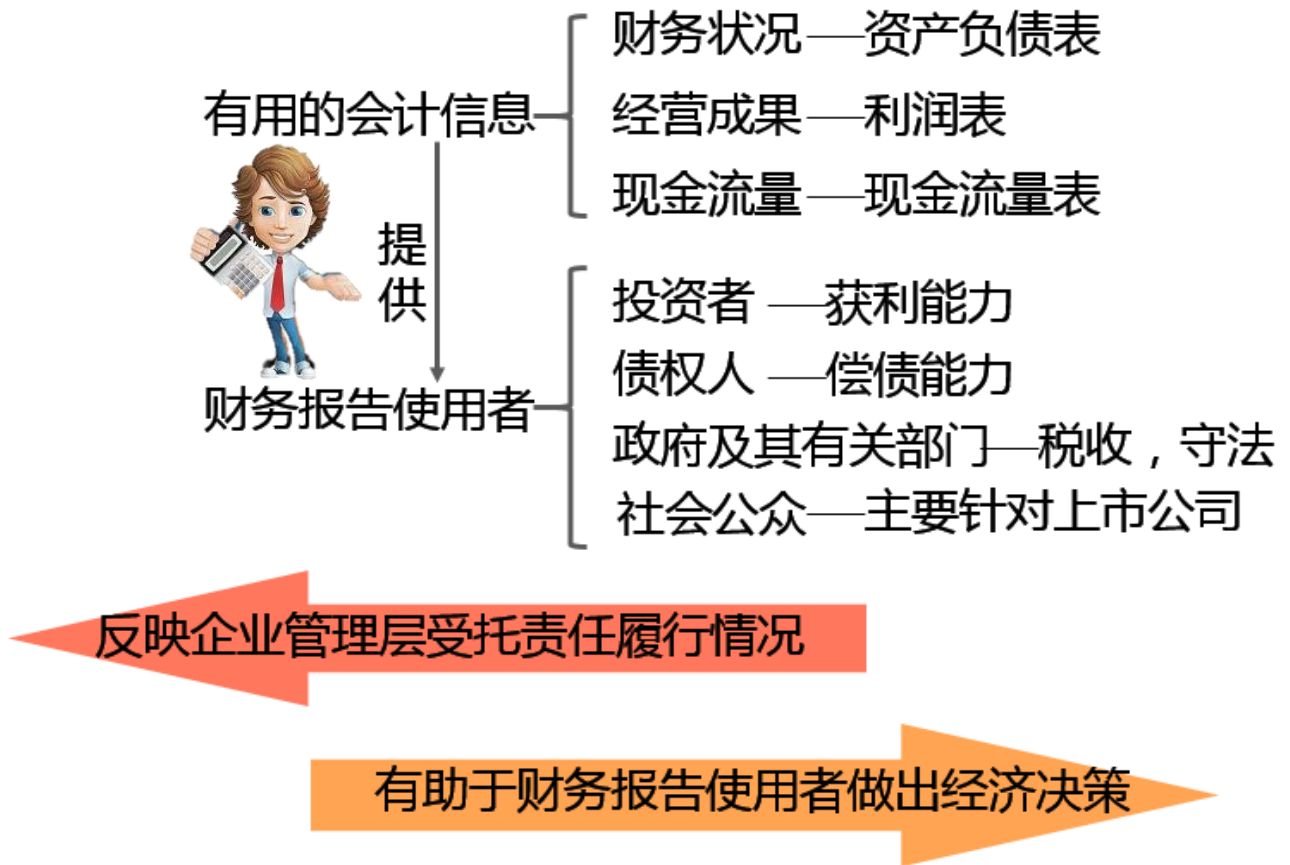 财务状况——资产负债表
有用的会计信息
经营成果——利润表
现金流量——现金流量表
提供
投资者——获利能力
债权人——偿债能力
财务报告使用者
政府及其有关部门——税收，守法
社会公众——主要针对上市公司
反映企业管理层受托责任履行情况
有助于财务报告使用者做出经济决策